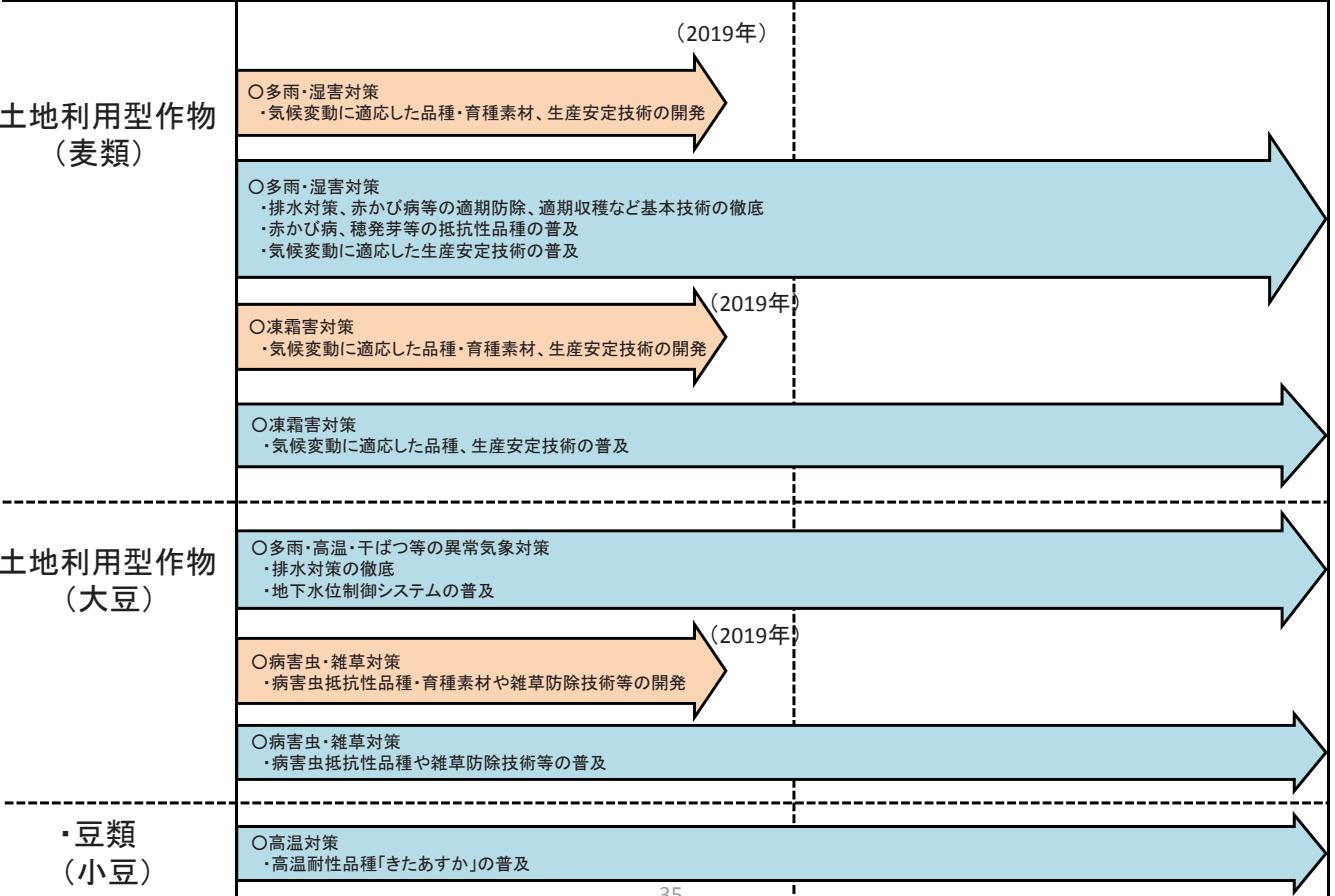 土地利用型作物
（麦類）
（2019年）
○多雨・湿害対策
・気候変動に適応した品種・育種素材、生産安定技術の開発
○多雨・湿害対策
・排水対策、赤かび病等の適期防除、適期収穫など基本技術の徹底
・赤かび病、穂発芽等の抵抗性品種の普及
・気候変動に適応した生産安定技術の普及
（2019年）
○凍霜害対策
・気候変動に適応した品種・育種素材、生産安定技術の開発
○凍霜害対策
・気候変動に適応した品種、生産安定技術の普及
土地利用型作物
（大豆）
○多雨・高温・干ばつ等の異常気象対策
・排水対策の徹底
・地下水位制御システムの普及
（2019年）
○病害虫・雑草対策
・病害虫抵抗性品種・育種素材や雑草防除技術等の開発
○病害虫・雑草対策
・病害虫抵抗性品種や雑草防除技術等の普及
・豆類
（小豆）
○高温対策
・高温耐性品種「きたあすか」の普及
35